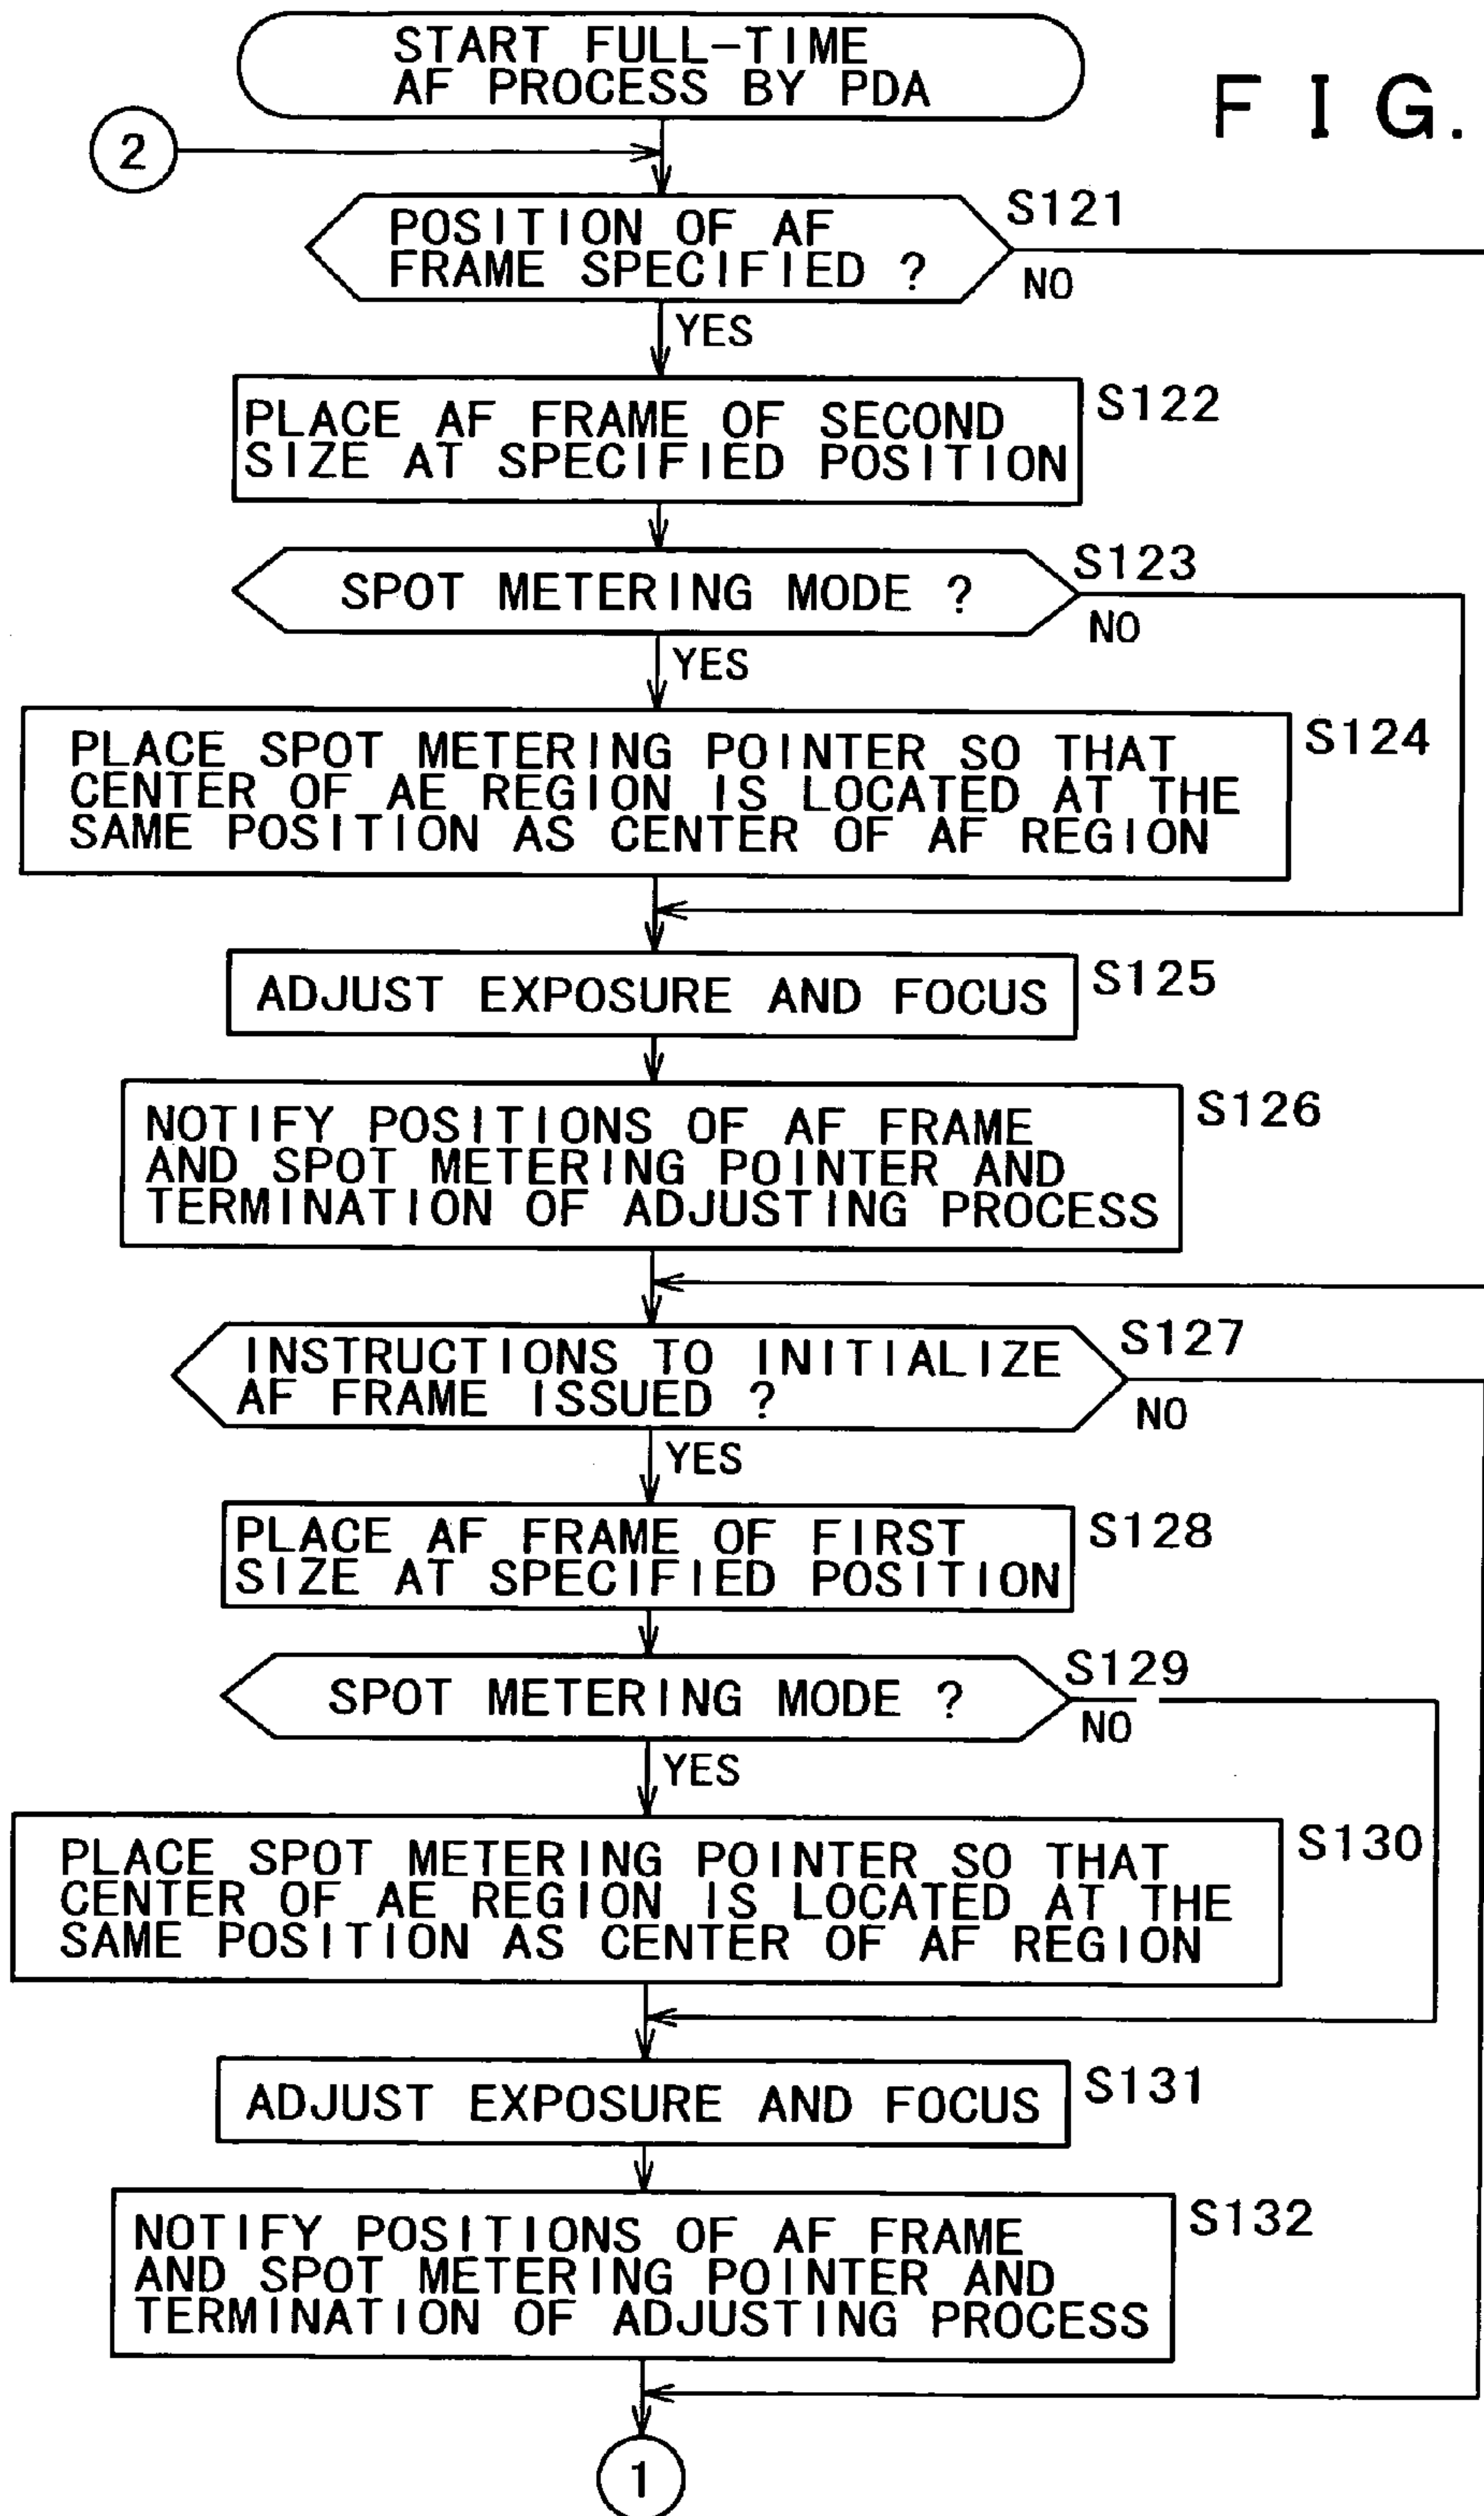 START FULL-TIME
AF PROCESS BY PDA
F I G.
2
POSITION OF AF
FRAME SPECIFIED ?
S121
NO
YES
PLACE AF FRAME OF SECOND
SIZE AT SPECIFIED POSITION
S122
SPOT METERING MODE ?
S123
NO
YES
PLACE SPOT METERING POINTER SO THAT
CENTER OF AE REGION IS LOCATED AT THE
SAME POSITION AS CENTER OF AF REGION
S124
ADJUST EXPOSURE AND FOCUS
S125
NOTIFY POSITIONS OF AF FRAME
AND SPOT METERING POINTER AND
TERMINATION OF ADJUSTING PROCESS
S126
INSTRUCTIONS TO INITIALIZE
AF FRAME ISSUED ?
S127
NO
YES
PLACE AF FRAME OF FIRST
SIZE AT SPECIFIED POSITION
S128
SPOT METERING MODE ?
S129
NO
YES
PLACE SPOT METERING POINTER SO THAT
CENTER OF AE REGION IS LOCATED AT THE
SAME POSITION AS CENTER OF AF REGION
S130
ADJUST EXPOSURE AND FOCUS
S131
NOTIFY POSITIONS OF AF FRAME
AND SPOT METERING POINTER AND
TERMINATION OF ADJUSTING PROCESS
S132
1